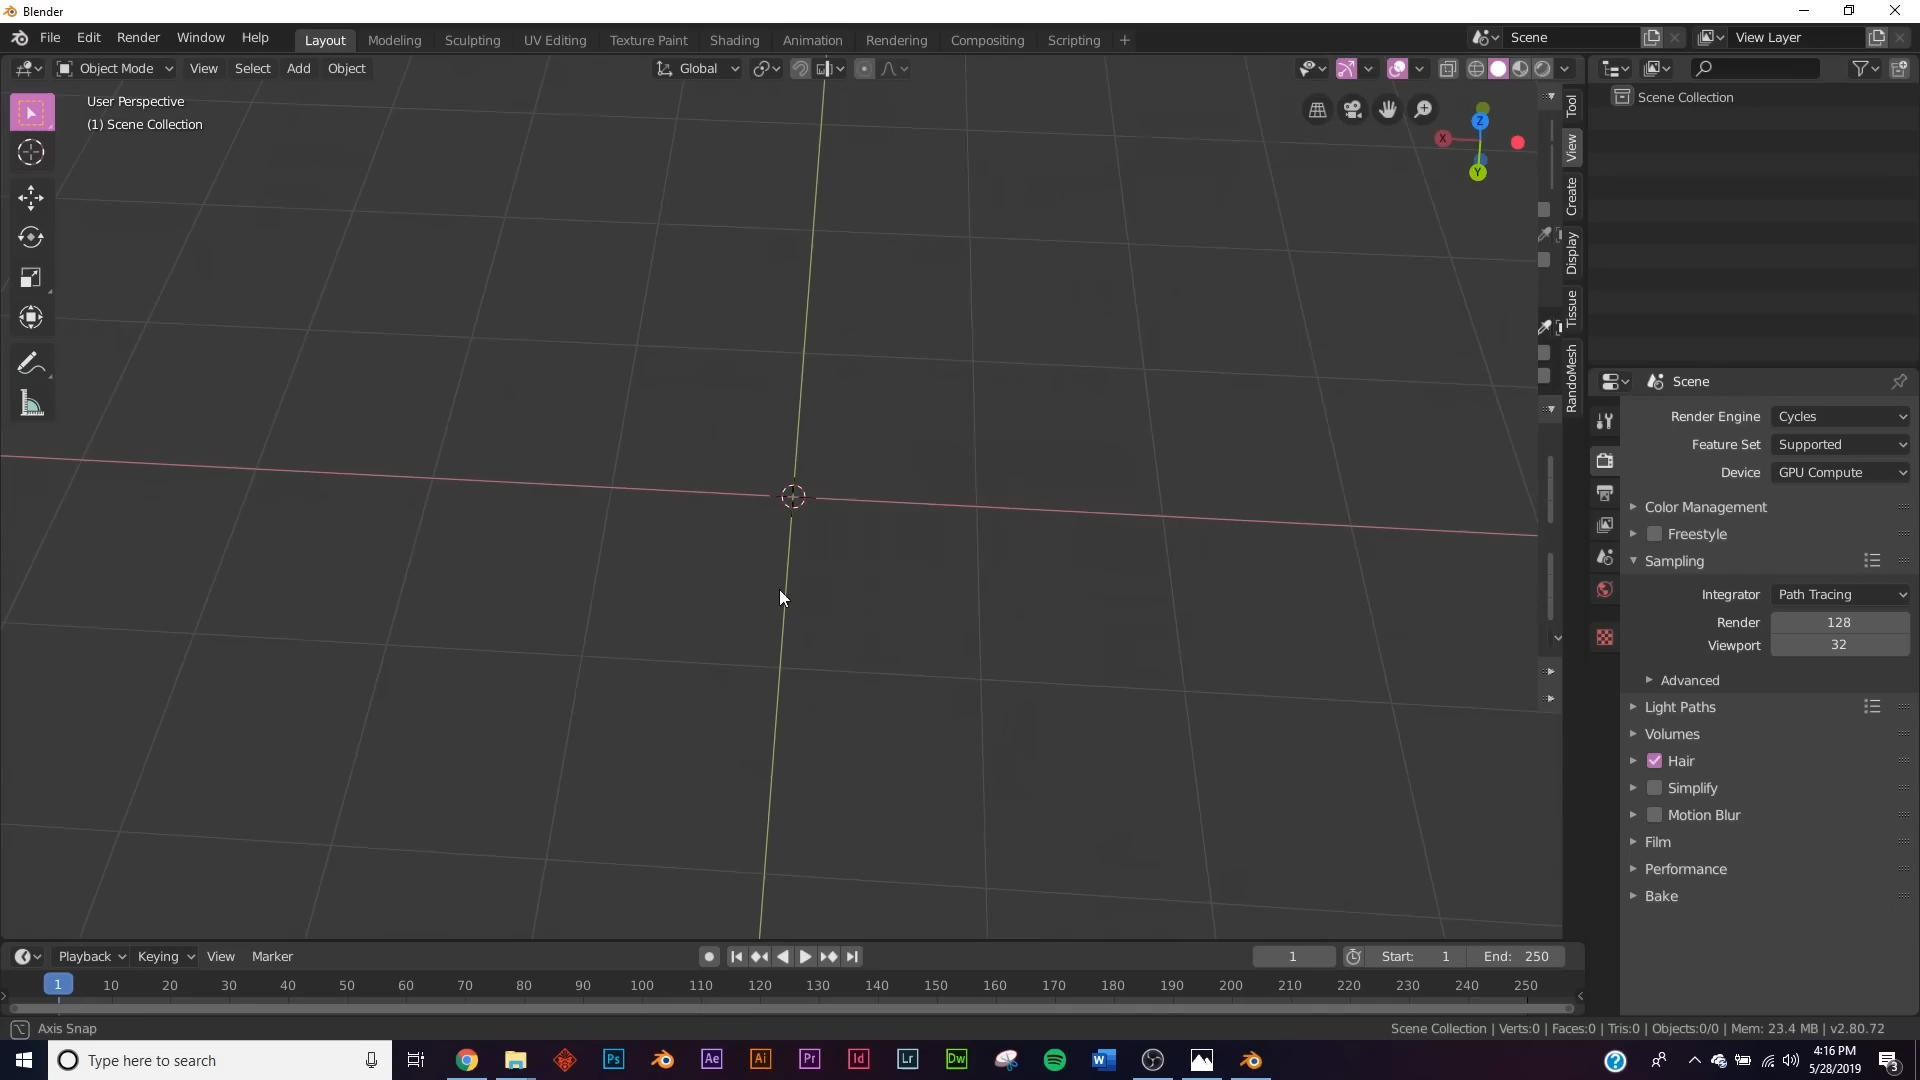 Blender
File Edit Render Window Help Layout Modeling Sculpting UV Editing Texture Paint Shading Animation Rendering Compositing Scripting + Scene View Layer
Object Mode View Select Add Object Global
User Perspective
(1) Scene Collection
Z
X
Y
Tool
View
Create
Display
Tissue
RandoMesh
Scene Collection
Scene
Render Engine Cycles
Feature Set Supported
Device GPU Compute
Color Management
Freestyle
Sampling
Integrator Path Tracing
Render 128
Viewport 32
Advanced
Light Paths
Volumes
Hair
Simplify
Motion Blur
Film
Performance
Bake
Playback Keying View Marker 1 Start: 1 End: 250
1 10 20 30 40 50 60 70 80 90 100 110 120 130 140 150 160 170 180 190 200 210 220 230 240 250
Axis Snap Scene Collection | Verts:0 | Faces:0 | Tris:0 | Objects:0/0 | Mem: 23.4 MB | v2.80.72
Type here to search Ps Ae Ai Pr Id Lr Dw W ? 4:16 PM
5/28/2019 3